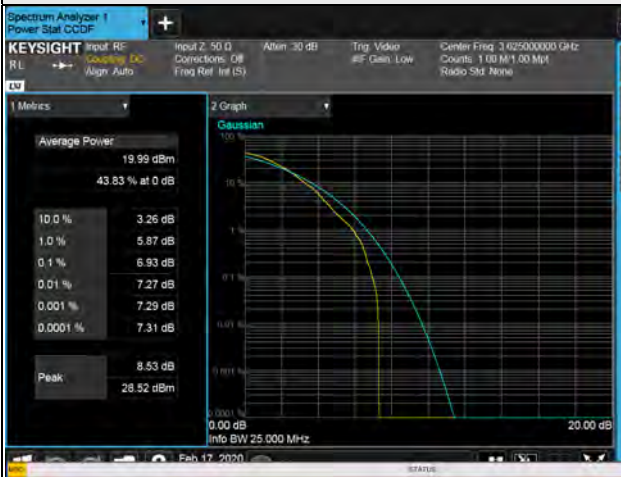 Spectrum Analyzer 1
Power Stat CCDF
KEYSIGHT Input: RF Input Z: 50 Ω Atten: 30 dB Trig: Video Center Freq: 3.625000000 GHz
RL Coupling: DC Corrections: Off #IF Gain: Low Counts: 1.00 M/1.00 Mpt
Align: Auto Freq Ref: Int (S) Radio Std: None
LW
1 Metrics
Average Power
19.99 dBm
43.83 % at 0 dB
10.0 % 3.26 dB
1.0 % 5.87 dB
0.1 % 6.93 dB
0.01 % 7.27 dB
0.001 % 7.29 dB
0.0001 % 7.31 dB
Peak 8.53 dB
28.52 dBm
2 Graph
Gaussian
100 %
10 %
1 %
0.1 %
0.01 %
0.001 %
0.0001 %
0.00 dB 20.00 dB
Info BW 25.000 MHz
Feb 17, 2020
MSG STATUS